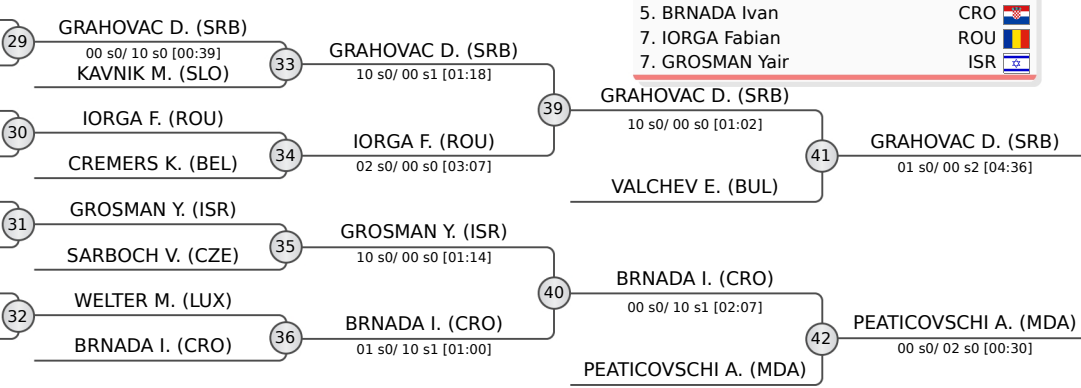 5. BRNADA Ivan CRO
7. IORGA Fabian ROU
7. GROSMAN Yair ISR
29
GRAHOVAC D. (SRB)
00 s0/ 10 s0 [00:39]
KAVNIK M. (SLO)
30
IORGA F. (ROU)
CREMERS K. (BEL)
31
GROSMAN Y. (ISR)
SARBOCH V. (CZE)
32
WELTER M. (LUX)
BRNADA I. (CRO)
33
GRAHOVAC D. (SRB)
10 s0/ 00 s1 [01:18]
34
IORGA F. (ROU)
02 s0/ 00 s0 [03:07]
35
GROSMAN Y. (ISR)
10 s0/ 00 s0 [01:14]
36
BRNADA I. (CRO)
01 s0/ 10 s1 [01:00]
39
GRAHOVAC D. (SRB)
10 s0/ 00 s0 [01:02]
VALCHEV E. (BUL)
40
BRNADA I. (CRO)
00 s0/ 10 s1 [02:07]
PEATICOVSCHI A. (MDA)
41
GRAHOVAC D. (SRB)
01 s0/ 00 s2 [04:36]
42
PEATICOVSCHI A. (MDA)
00 s0/ 02 s0 [00:30]